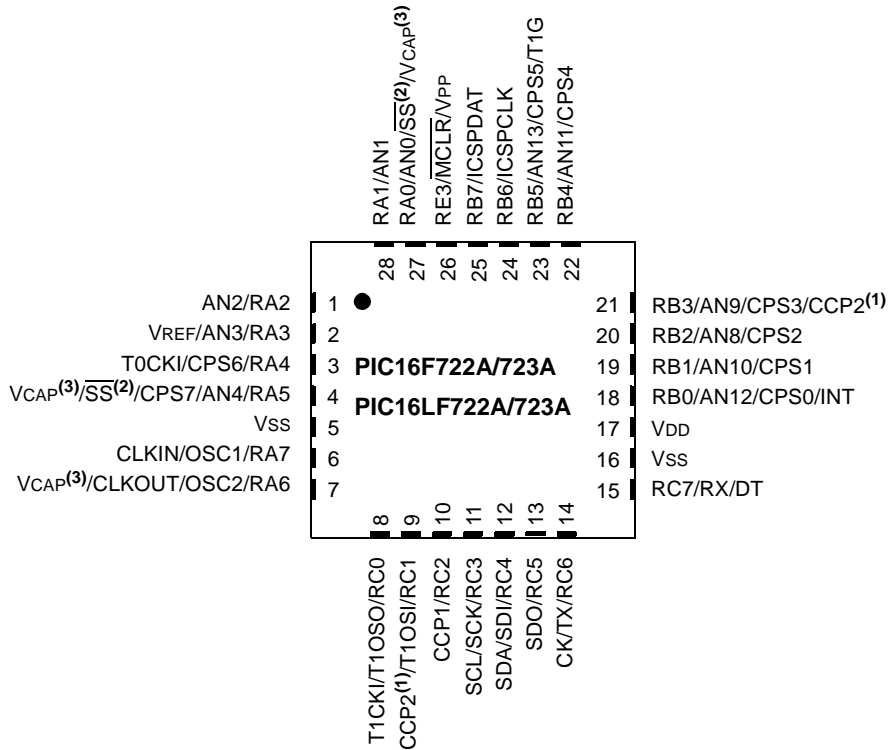 RA1/AN1
RA0/AN0/SS(2)/VCAP(3)
RE3/MCLR/VPP
RB7/ICSPDAT
RB6/ICSPCLK
RB5/AN13/CPS5/T1G
RB4/AN11/CPS4
28
27
26
25
24
23
22
AN2/RA2 1
VREF/AN3/RA3 2
T0CKI/CPS6/RA4 3
VCAP(3)/SS(2)/CPS7/AN4/RA5 4
VSS 5
CLKIN/OSC1/RA7 6
VCAP(3)/CLKOUT/OSC2/RA6 7
PIC16F722A/723A
PIC16LF722A/723A
21 RB3/AN9/CPS3/CCP2(1)
20 RB2/AN8/CPS2
19 RB1/AN10/CPS1
18 RB0/AN12/CPS0/INT
17 VDD
16 VSS
15 RC7/RX/DT
8
9
10
11
12
13
14
T1CKI/T1OSO/RC0
CCP2(1)/T1OSI/RC1
CCP1/RC2
SCL/SCK/RC3
SDA/SDI/RC4
SDO/RC5
CK/TX/RC6